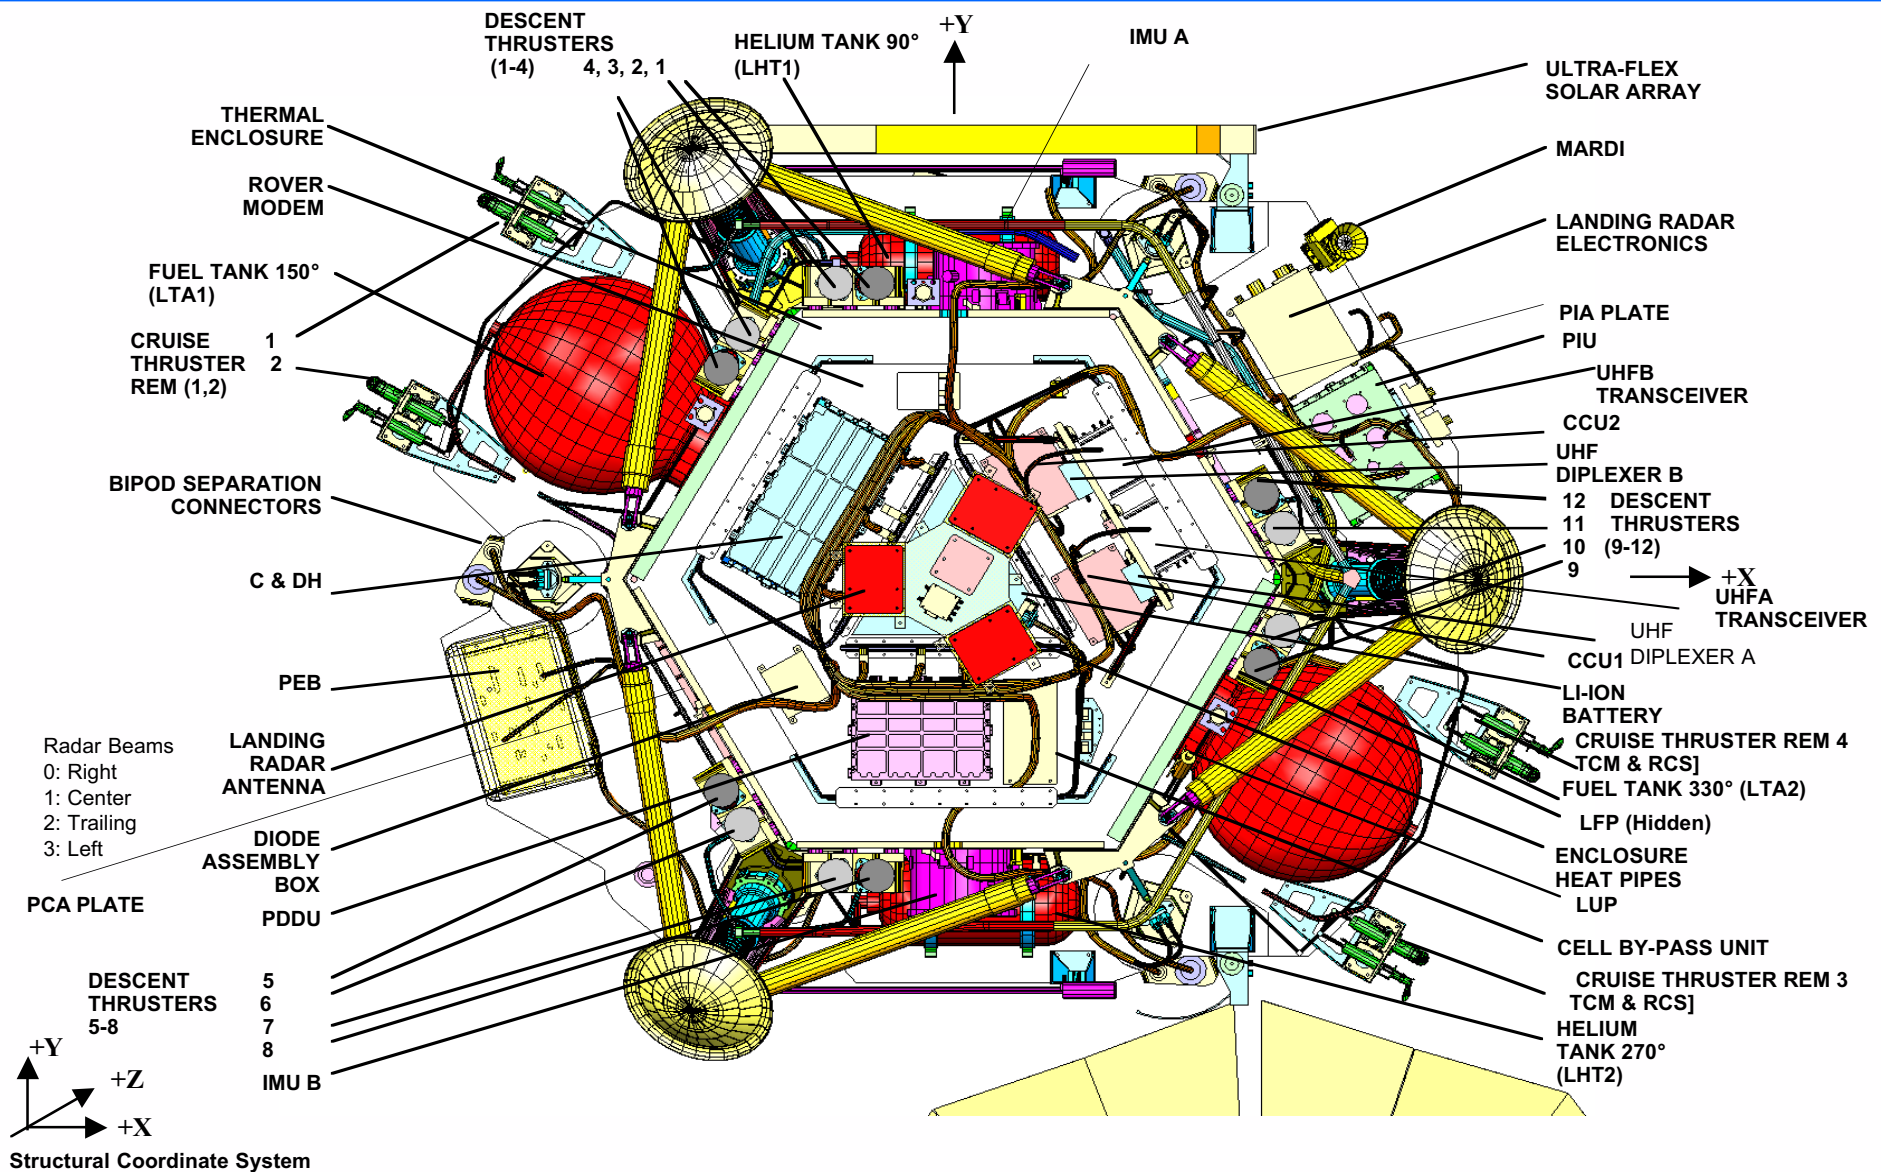 DESCENT
THRUSTERS
(1-4) 4, 3, 2, 1
HELIUM TANK 90°
(LHT1)
+Y
IMU A
ULTRA-FLEX
SOLAR ARRAY
THERMAL
ENCLOSURE
MARDI
ROVER
MODEM
LANDING RADAR
ELECTRONICS
FUEL TANK 150°
(LTA1)
PIA PLATE
PIU
CRUISE 1
THRUSTER 2
REM (1,2)
UHFB
TRANSCEIVER
CCU2
UHF
DIPLEXER B
BIPOD SEPARATION
CONNECTORS
12 DESCENT
11 THRUSTERS
10 (9-12)
9
C & DH
+X
UHFA
TRANSCEIVER
UHF
DIPLEXER A
CCU1
PEB
LI-ION
BATTERY
Radar Beams
0: Right
1: Center
2: Trailing
3: Left
LANDING
RADAR
ANTENNA
CRUISE THRUSTER REM 4
TCM & RCS]
FUEL TANK 330° (LTA2)
LFP (Hidden)
DIODE
ASSEMBLY
BOX
ENCLOSURE
HEAT PIPES
PCA PLATE
LUP
PDDU
CELL BY-PASS UNIT
DESCENT 5
THRUSTERS 6
5-8 7
8
CRUISE THRUSTER REM 3
TCM & RCS]
HELIUM
TANK 270°
(LHT2)
IMU B
+Y
+Z
+X
Structural Coordinate System